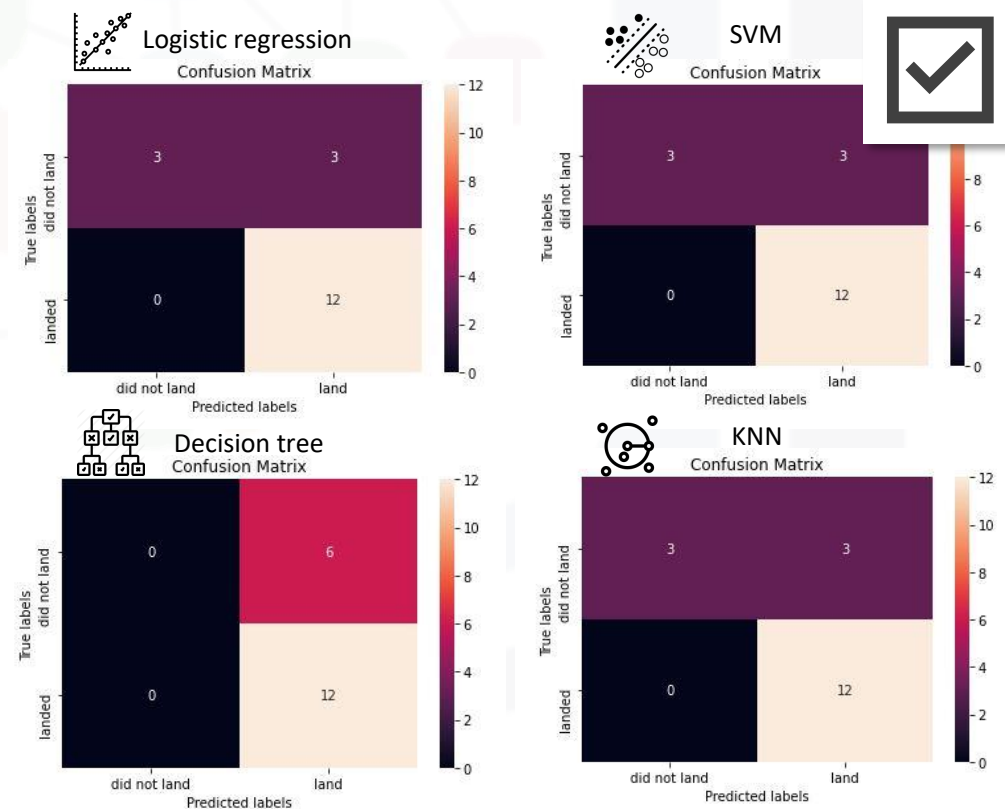 Logistic regression
Confusion Matrix
True labels
did not land
landed
3 3
0 12
did not land land
Predicted labels
12
10
8
6
4
2
0
SVM
Confusion Matrix
True labels
did not land
landed
3 3
0 12
did not land land
Predicted labels
8
6
4
2
0
Decision tree
Confusion Matrix
True labels
did not land
landed
0 6
0 12
did not land land
Predicted labels
12
10
8
6
4
2
0
KNN
Confusion Matrix
True labels
did not land
landed
3 3
0 12
did not land land
Predicted labels
12
10
8
6
4
2
0